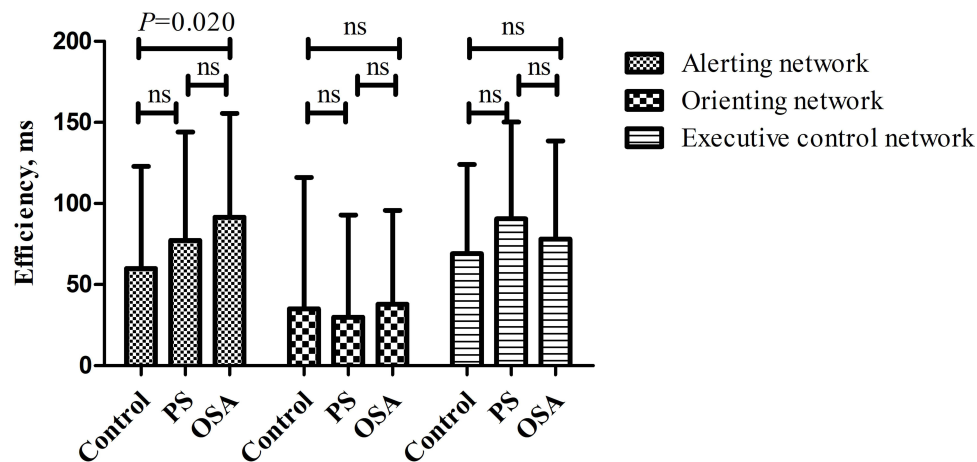 P=0.020
ns
ns
ns
ns
ns
ns
ns
ns
200
150
100
50
0
Efficiency, ms
Control
PS
OSA
Control
PS
OSA
Control
PS
OSA
Alerting network
Orienting network
Executive control network